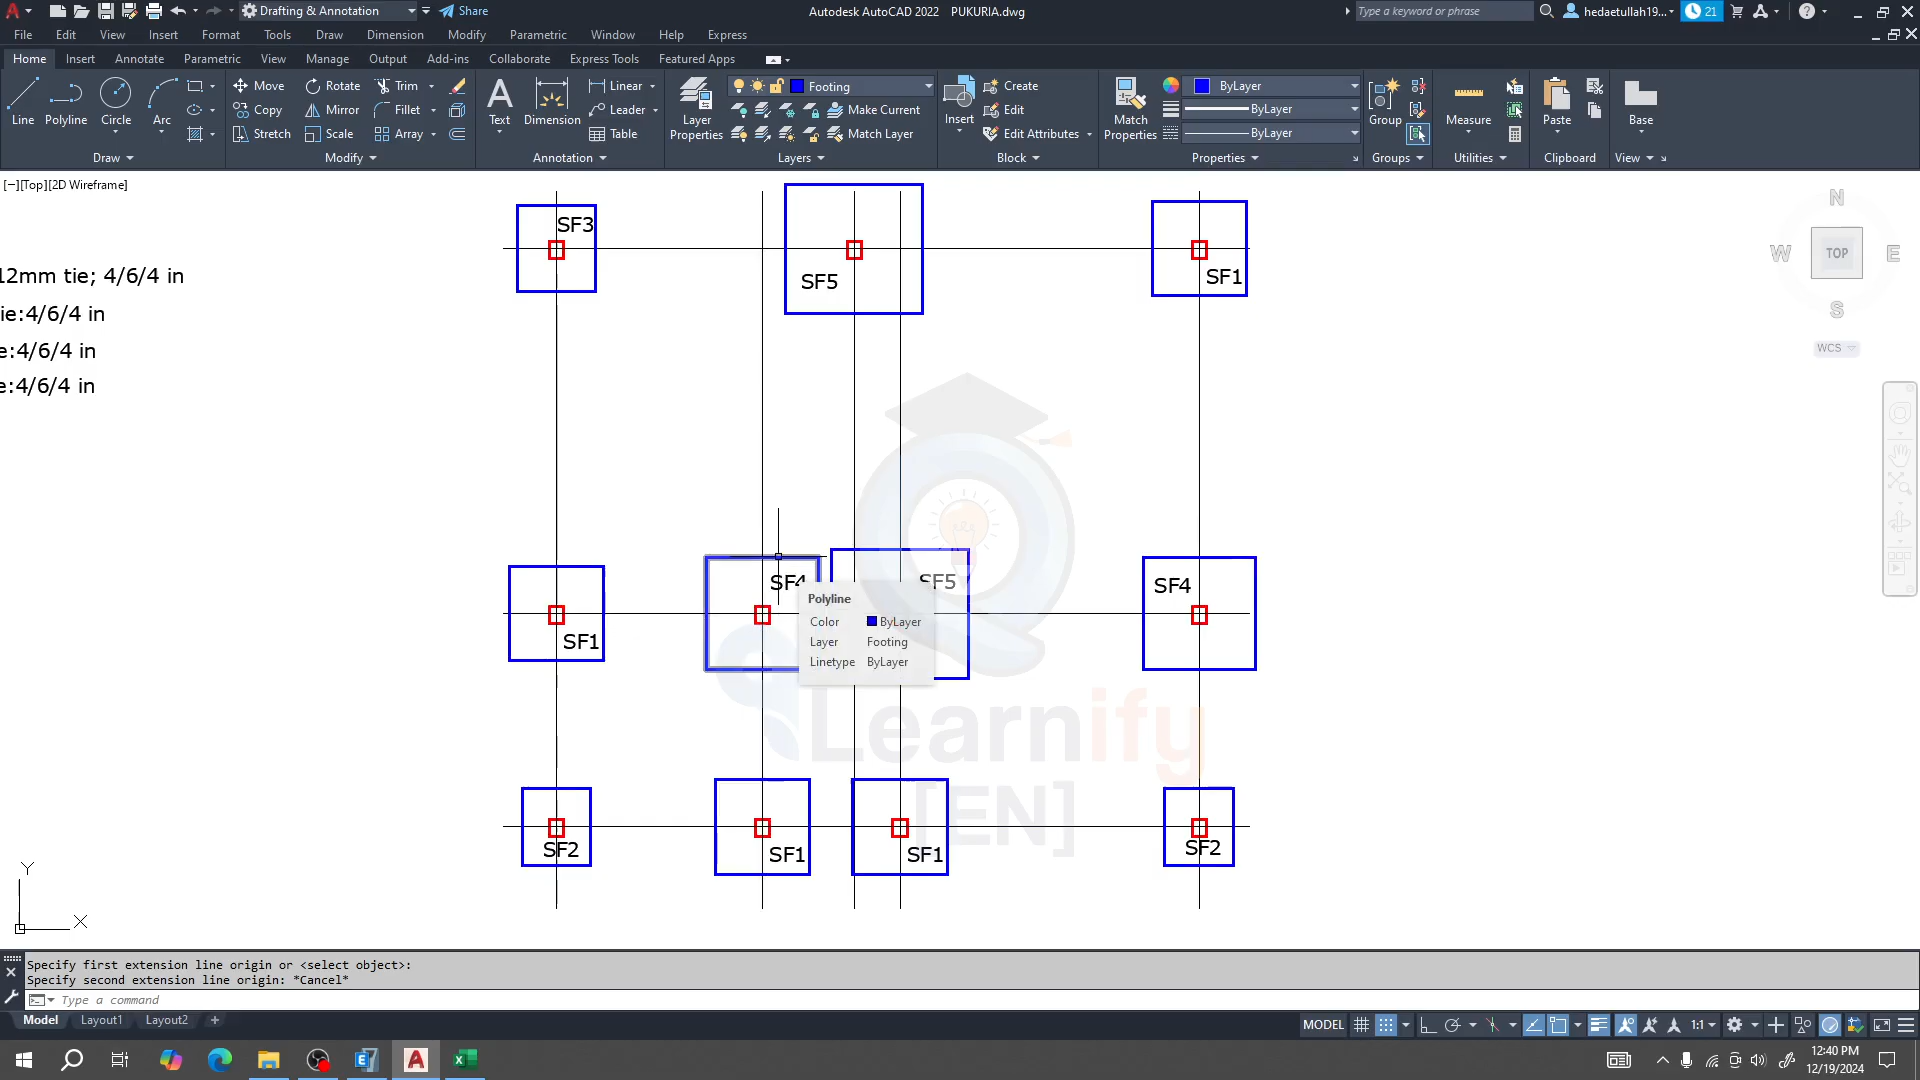 Drafting & Annotation
Share
Autodesk AutoCAD 2022 PUKURIA.dwg
Type a keyword or phrase
hedaetullah19...
21
File Edit View Insert Format Tools Draw Dimension Modify Parametric Window Help Express
Home Insert Annotate Parametric View Manage Output Add-ins Collaborate Express Tools Featured Apps
Line
Polyline
Circle
Arc
Draw
Move
Copy
Stretch
Rotate
Mirror
Scale
Trim
Fillet
Array
Modify
Text
Dimension
Linear
Leader
Table
Annotation
Layer
Properties
Footing
Make Current
Match Layer
Layers
Insert
Create
Edit
Edit Attributes
Block
Match
Properties
ByLayer
ByLayer
ByLayer
Properties
Group
Groups
Measure
Utilities
Paste
Clipboard
Base
View
[−][Top][2D Wireframe]
N
W TOP E
S
WCS
12mm tie; 4/6/4 in
ie:4/6/4 in
e:4/6/4 in
e:4/6/4 in
SF3
SF5
SF1
SF4
SF5
SF4
SF1
Polyline
Color ByLayer
Layer Footing
Linetype ByLayer
Learnify
[EN]
SF2
SF1
SF1
SF2
Y
X
Specify first extension line origin or <select object>:
Specify second extension line origin: *Cancel*
Type a command
Model Layout1 Layout2 +
MODEL
1:1
12:40 PM
12/19/2024